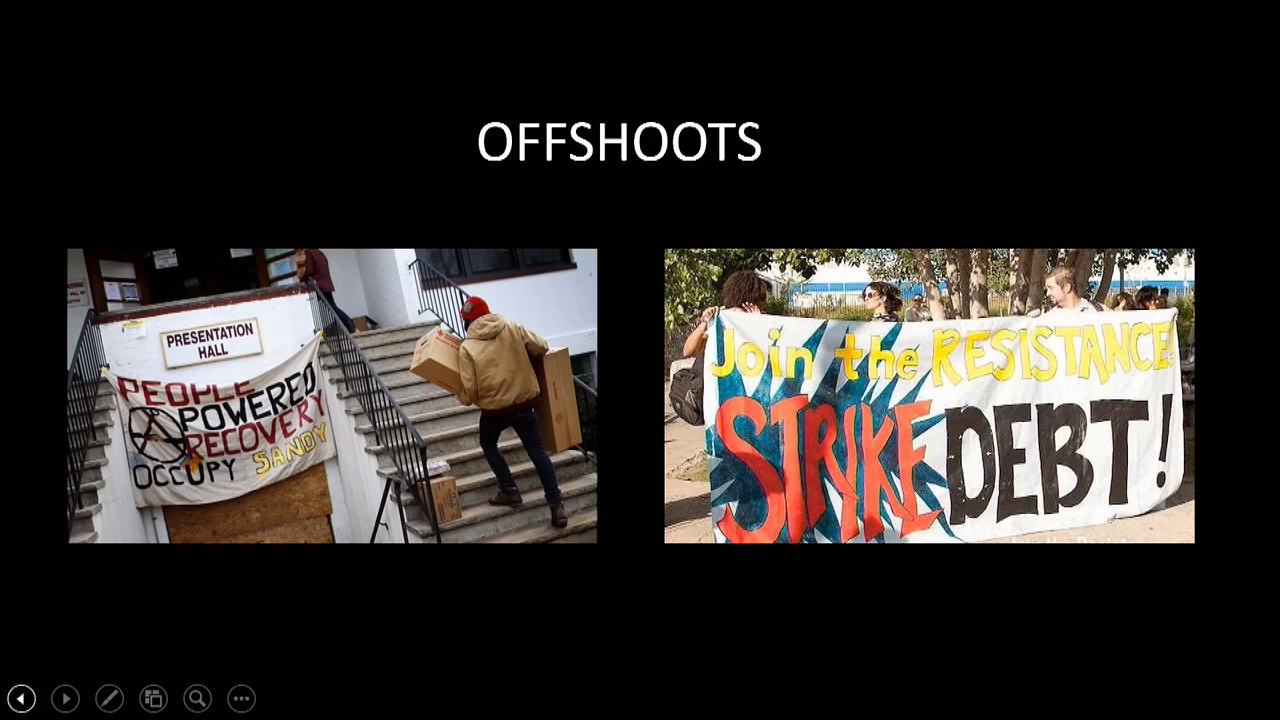 OFFSHOOTS
PRESENTATION
HALL
PEOPLE
POWERED
RECOVERY
OCCUPY SANDY
Join the RESISTANCE!
STRIKE DEBT!